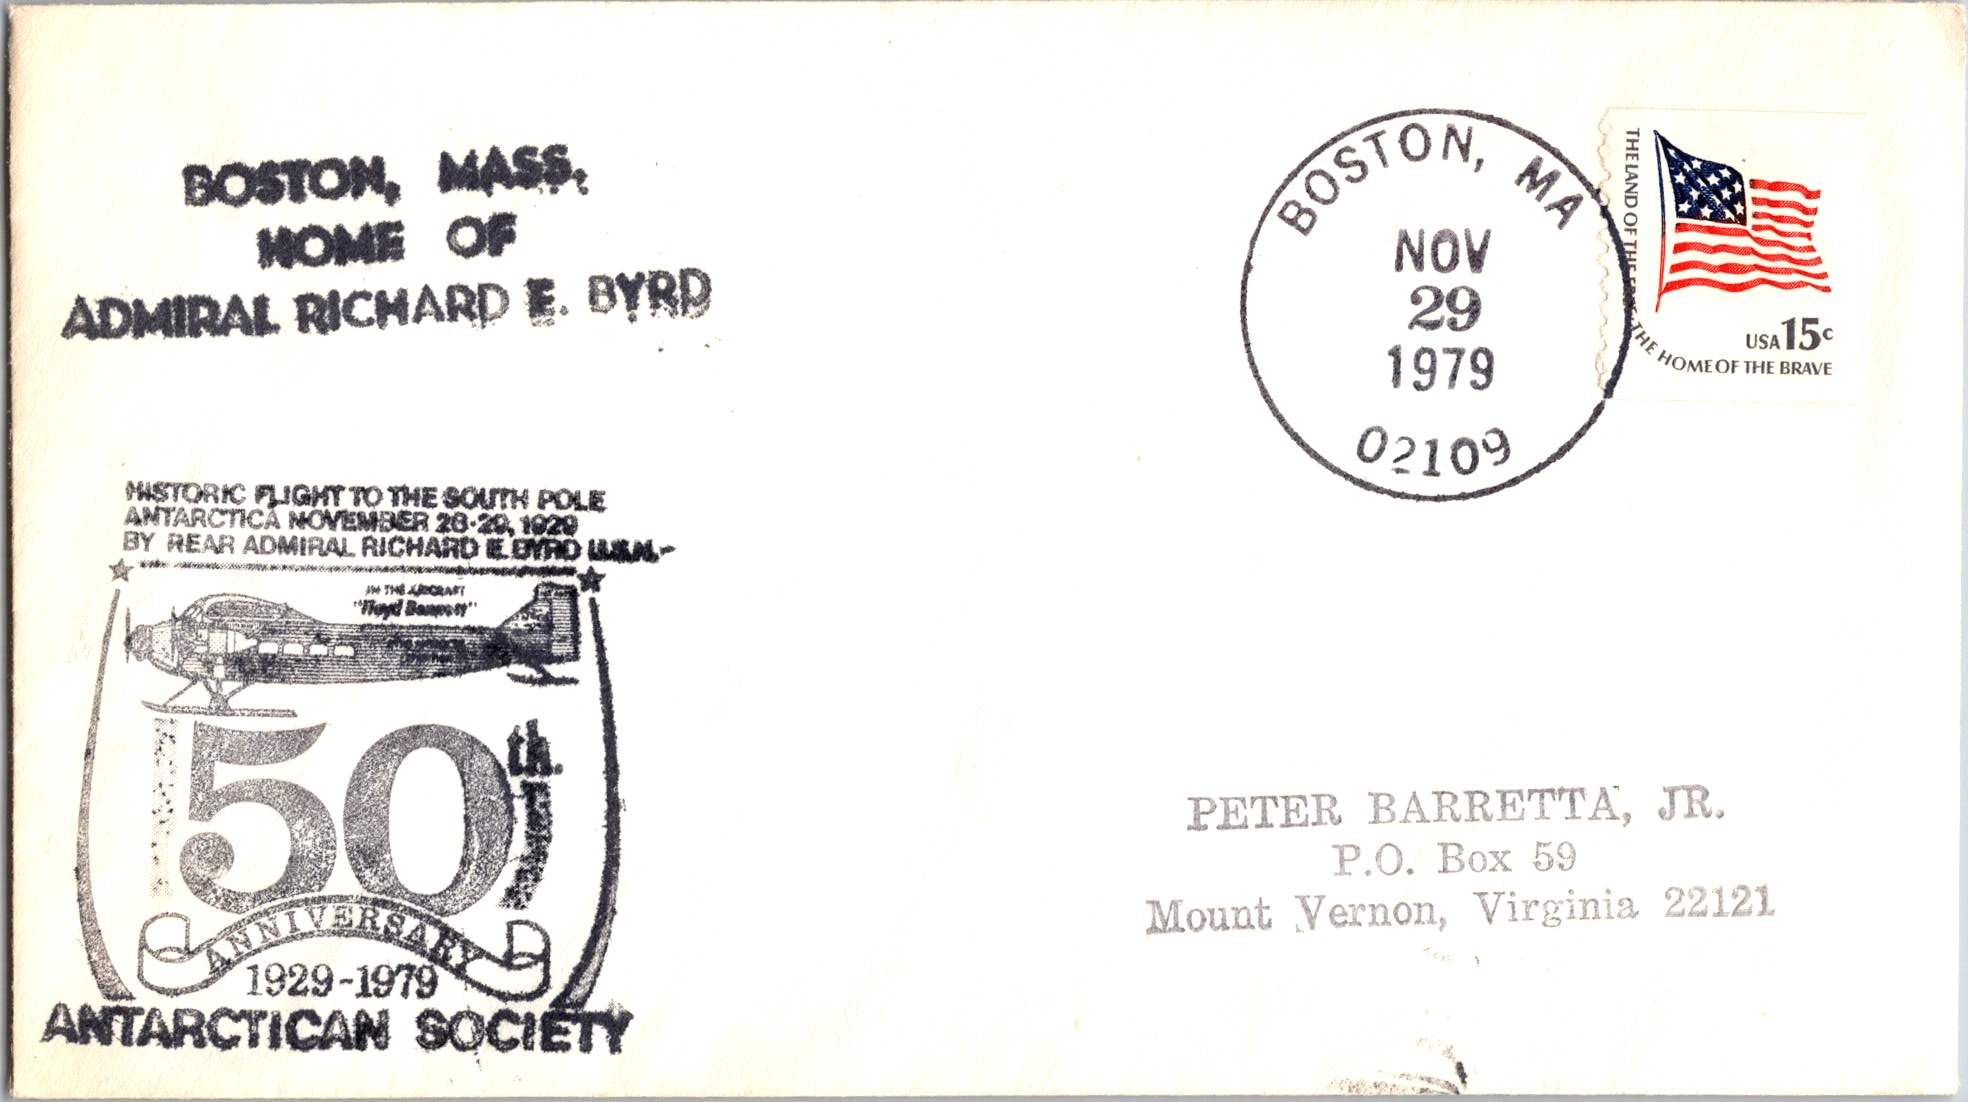 BOSTON, MASS.
HOME OF
ADMIRAL RICHARD E. BYRD
BOSTON, MA
NOV
29
1979
02109
THE LAND OF THE FREE · THE HOME OF THE BRAVE
USA 15c
HISTORIC FLIGHT TO THE SOUTH POLE
ANTARCTICA NOVEMBER 28-29, 1929
BY REAR ADMIRAL RICHARD E. BYRD U.S.N.-
IN THE AIRCRAFT
"Floyd Bennett"
50th.
ANNIVERSARY
1929-1979
ANTARCTICAN SOCIETY
PETER BARRETTA, JR.
P.O. Box 59
Mount Vernon, Virginia 22121